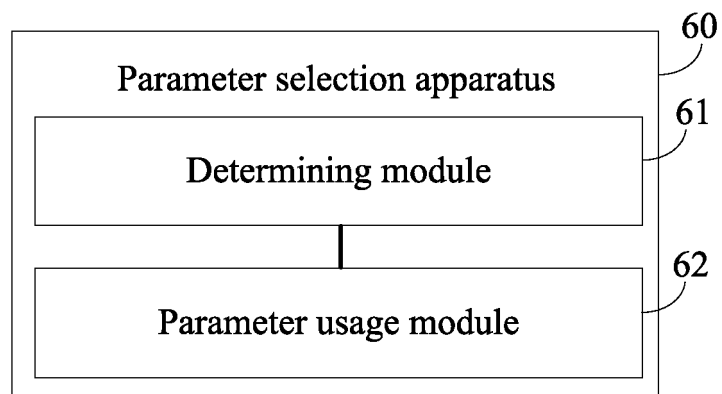 60
Parameter selection apparatus
61
Determining module
62
Parameter usage module